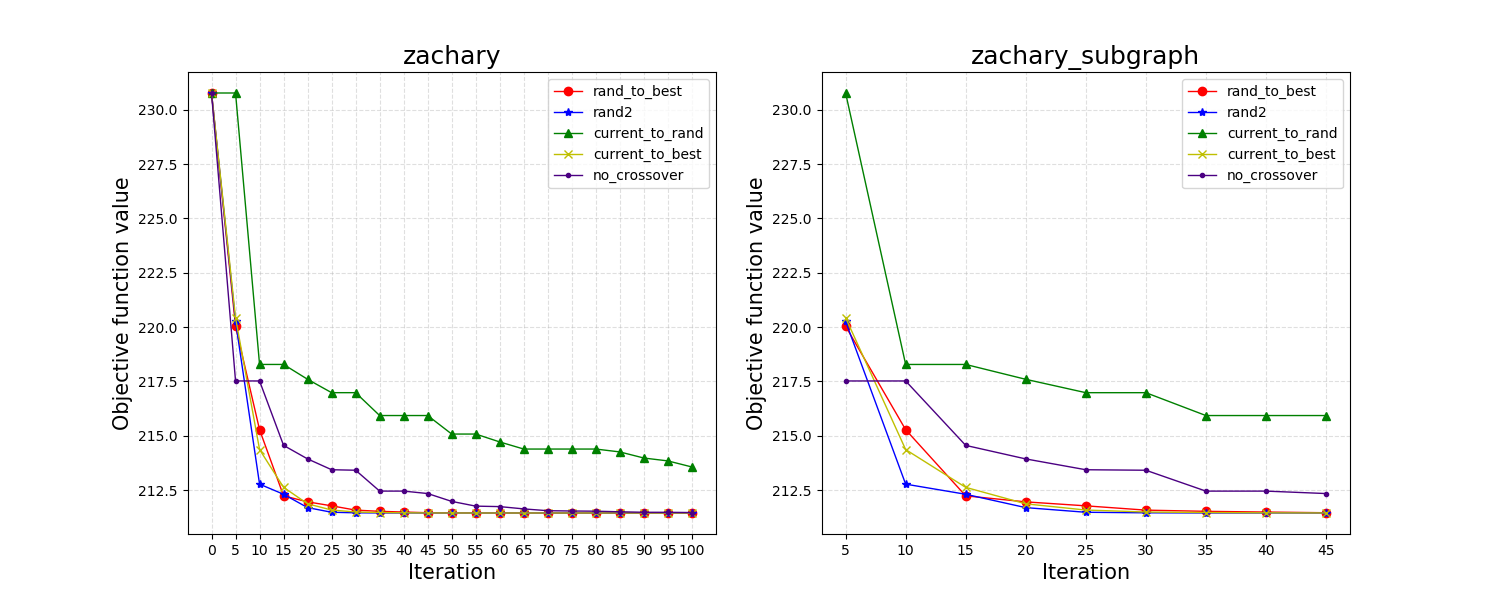 zachary
Objective function value
230.0
227.5
225.0
222.5
220.0
217.5
215.0
212.5
rand_to_best
rand2
current_to_rand
current_to_best
no_crossover
0 5 10 15 20 25 30 35 40 45 50 55 60 65 70 75 80 85 90 95 100
Iteration
zachary_subgraph
Objective function value
230.0
227.5
225.0
222.5
220.0
217.5
215.0
212.5
rand_to_best
rand2
current_to_rand
current_to_best
no_crossover
5 10 15 20 25 30 35 40 45
Iteration